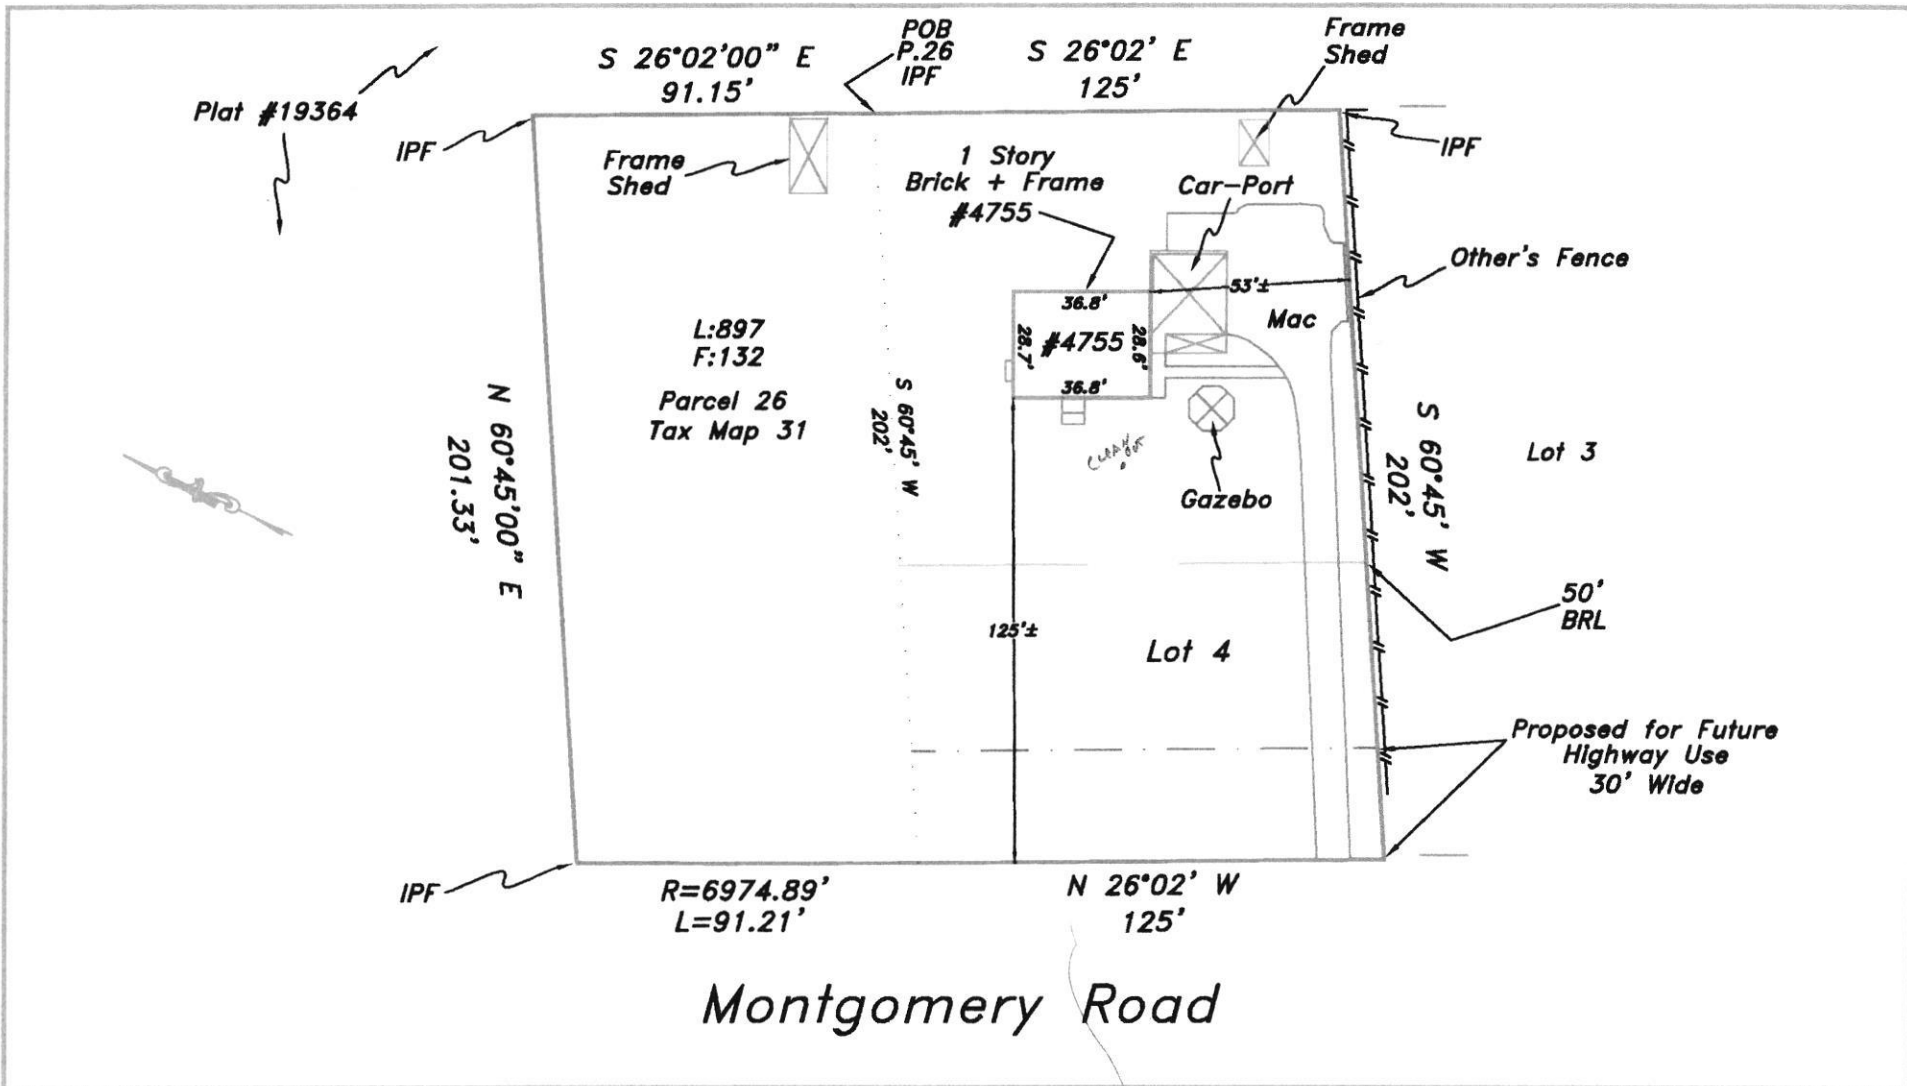 S 26°02'00" E
91.15'
POB
P.26
IPF
S 26°02' E
125'
Frame
Shed
Plat #19364
IPF
IPF
Frame
Shed
1 Story
Brick + Frame
#4755
Car-Port
Other's Fence
53'±
Mac
36.8'
28.7'
#4755
28.6'
36.8'
L:897
F:132
Parcel 26
Tax Map 31
N 60°45'00" E
201.33'
S 60°45' W
202'
CLEAN OUT
Gazebo
S 60°45' W
202'
Lot 3
50'
BRL
125'±
Lot 4
Proposed for Future
Highway Use
30' Wide
IPF
R=6974.89'
L=91.21'
N 26°02' W
125'
Montgomery Road